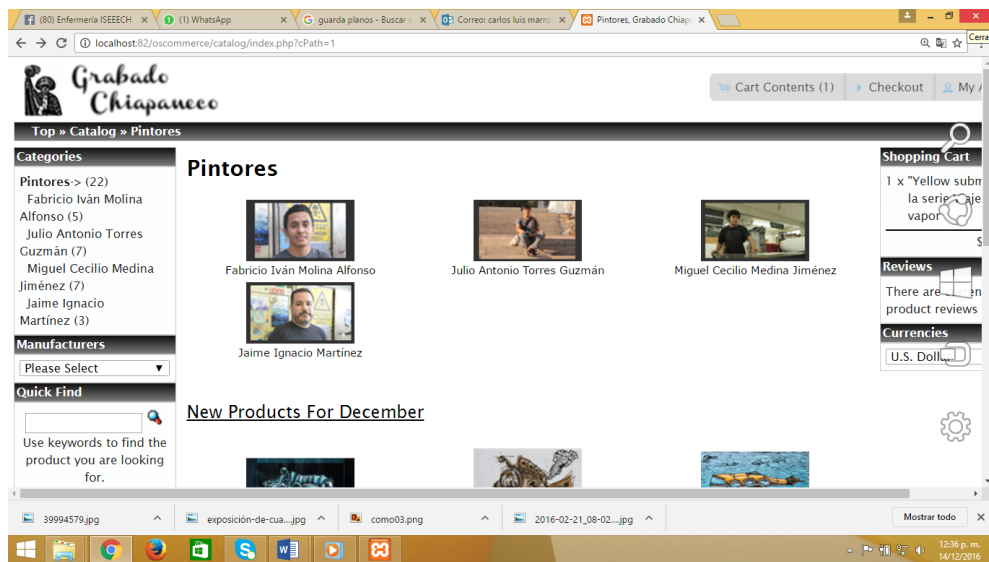 (80) Enfermería ISEEECH
(1) WhatsApp
guarda planos - Buscar c
Correo: carlos luis marro
Pintores, Grabado Chiap
Cerra
localhost:82/oscommerce/catalog/index.php?cPath=1
Grabado
Chiapaneco
Cart Contents (1)
Checkout
My
Top » Catalog » Pintores
Categories
Pintores-> (22)
Fabricio Iván Molina
Alfonso (5)
Julio Antonio Torres
Guzmán (7)
Miguel Cecilio Medina
Jiménez (7)
Jaime Ignacio
Martínez (3)
Manufacturers
Please Select
Quick Find
Use keywords to find the
product you are looking
for.
Pintores
Fabricio Iván Molina Alfonso
Julio Antonio Torres Guzmán
Miguel Cecilio Medina Jiménez
Jaime Ignacio Martínez
New Products For December
Shopping Cart
1 x "Yellow subm
la serie
vapor
$
Reviews
There are
product reviews
Currencies
U.S. Doll
39994579.jpg
exposición-de-cua....jpg
como03.png
2016-02-21_08-02...jpg
Mostrar todo
12:36 p. m.
14/12/2016